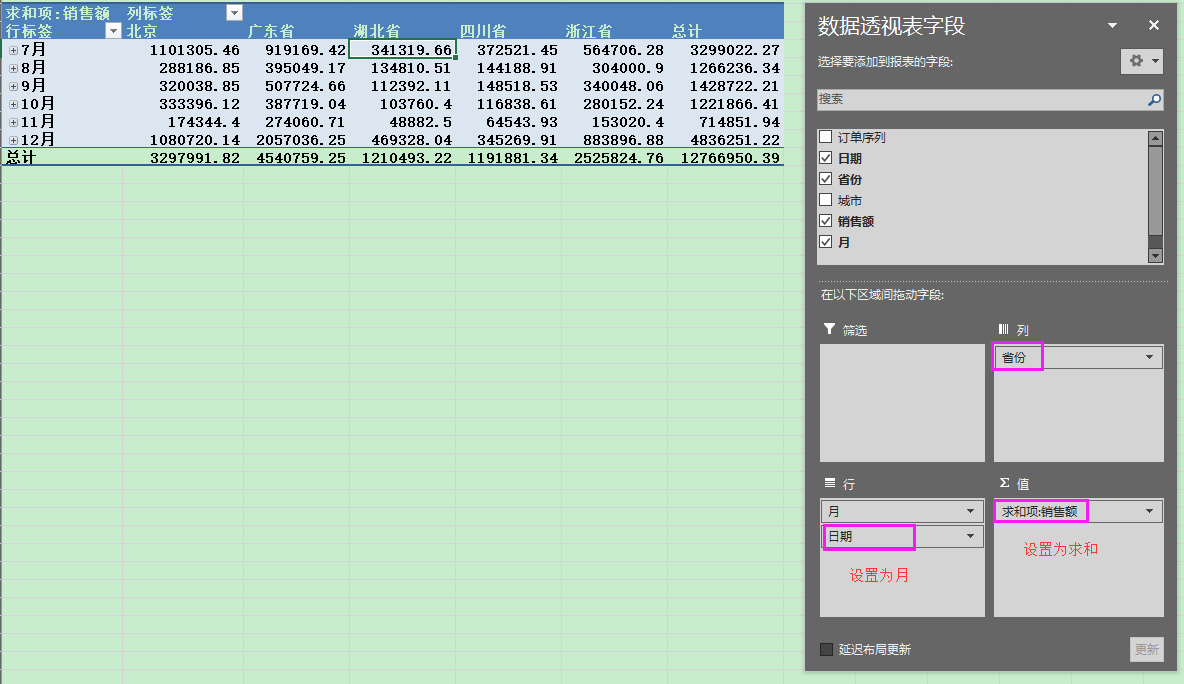 求和项:销售额 列标签
行标签 北京 广东省 湖北省 四川省 浙江省 总计
7月 1101305.46 919169.42 341319.66 372521.45 564706.28 3299022.27
8月 288186.85 395049.17 134810.51 144188.91 304000.9 1266236.34
9月 320038.85 507724.66 112392.11 148518.53 340048.06 1428722.21
10月 333396.12 387719.04 103760.4 116838.61 280152.24 1221866.41
11月 174344.4 274060.71 48882.5 64543.93 153020.4 714851.94
12月 1080720.14 2057036.25 469328.04 345269.91 883896.88 4836251.22
总计 3297991.82 4540759.25 1210493.22 1191881.34 2525824.76 12766950.39
数据透视表字段
选择要添加到报表的字段:
搜索
订单序列
日期
省份
城市
销售额
月
在以下区域间拖动字段:
筛选
列
省份
行
月
日期
设置为月
Σ 值
求和项:销售额
设置为求和
延迟布局更新
更新